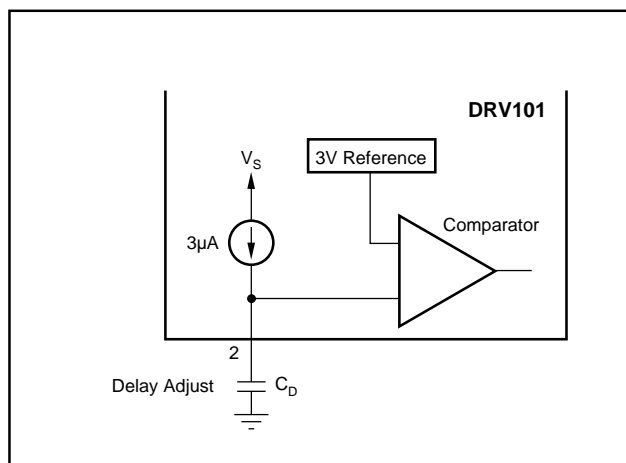 DRV101
3V Reference
V_S
Comparator
3µA
2
Delay Adjust
C_D